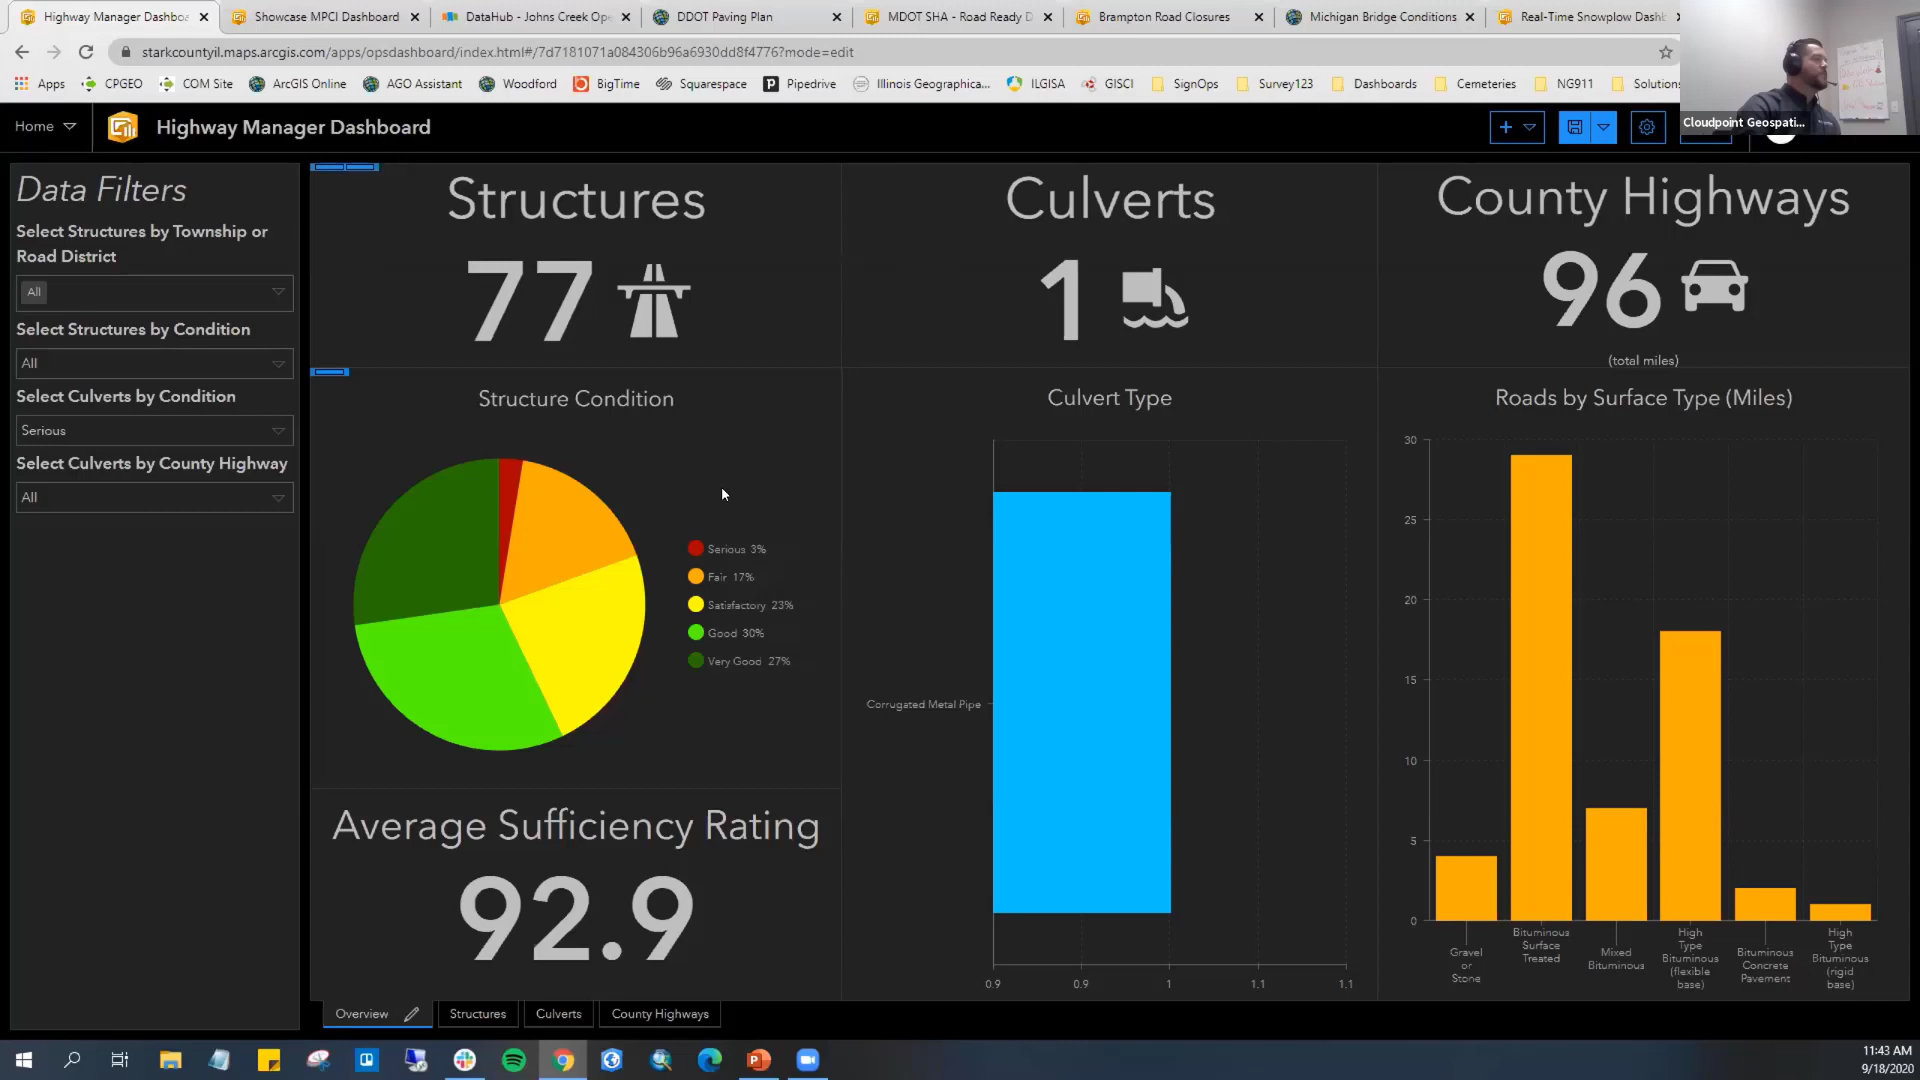 Highway Manager Dashboa
Showcase MPCI Dashboard
DataHub - Johns Creek Ope
DDOT Paving Plan
MDOT SHA - Road Ready D
Brampton Road Closures
Michigan Bridge Conditions
Real-Time Snowplow Dashb
starkcountyil.maps.arcgis.com/apps/opsdashboard/index.html#/7d7181071a084306b96a6930dd8f4776?mode=edit
Apps
CPGEO
COM Site
ArcGIS Online
AGO Assistant
Woodford
BigTime
Squarespace
Pipedrive
Illinois Geographica...
ILGISA
GISCI
SignOps
Survey123
Dashboards
Cemeteries
NG911
Solution
Cloudpoint Geospati...
Home
Highway Manager Dashboard
Data Filters
Select Structures by Township or
Road District
All
Select Structures by Condition
All
Select Culverts by Condition
Serious
Select Culverts by County Highway
All
Structures
77
Culverts
1
County Highways
96
(total miles)
Structure Condition
Serious 3%
Fair 17%
Satisfactory 23%
Good 30%
Very Good 27%
Average Sufficiency Rating
92.9
Culvert Type
Corrugated Metal Pipe
0.9
0.9
1
1.1
1.1
Roads by Surface Type (Miles)
30
25
20
15
10
5
0
Gravel
or
Stone
Bituminous
Surface
Treated
Mixed
Bituminous
High
Type
Bituminous
(flexible
base)
Bituminous
Concrete
Pavement
High
Type
Bituminous
(rigid
base)
Overview
Structures
Culverts
County Highways
11:43 AM
9/18/2020